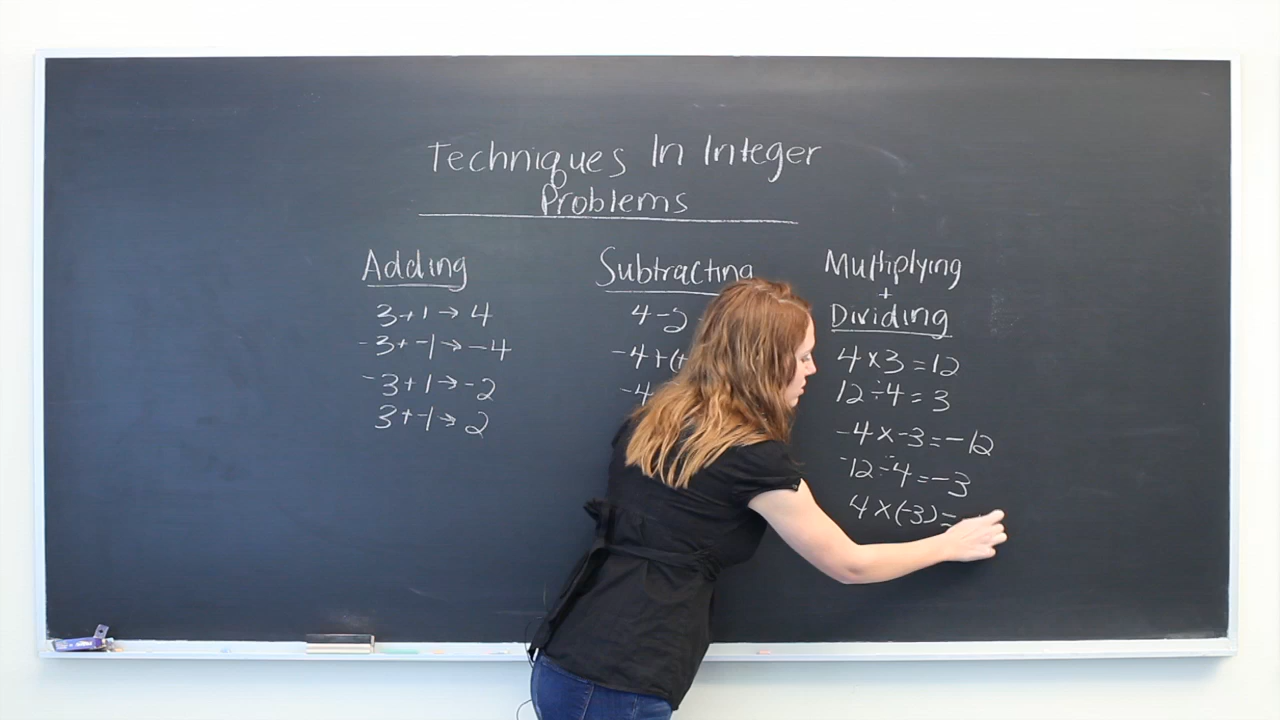 Techniques In Integer
Problems
Adding
3+1→4
-3+-1→-4
-3+1→-2
3+-1→2
Subtracting
4-2
-4+(+
-4
Multiplying
+
Dividing
4x3=12
12÷4=3
-4x-3=-12
-12÷-4=-3
4x(-3)=